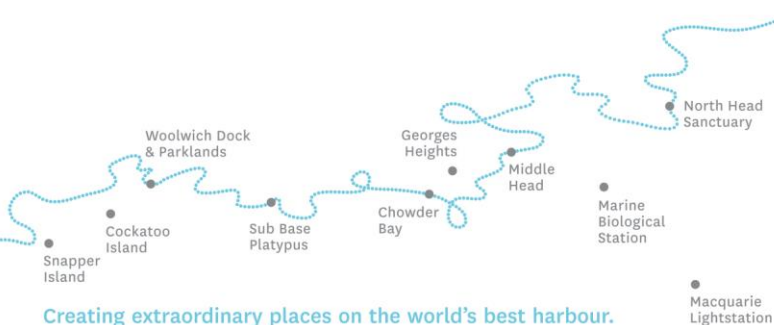 Woolwich Dock
& Parklands
Georges
Heights
North Head
Sanctuary
Middle
Head
Cockatoo
Island
Sub Base
Platypus
Chowder
Bay
Marine
Biological
Station
Snapper
Island
Macquarie
Lightstation
Creating extraordinary places on the world's best harbour.